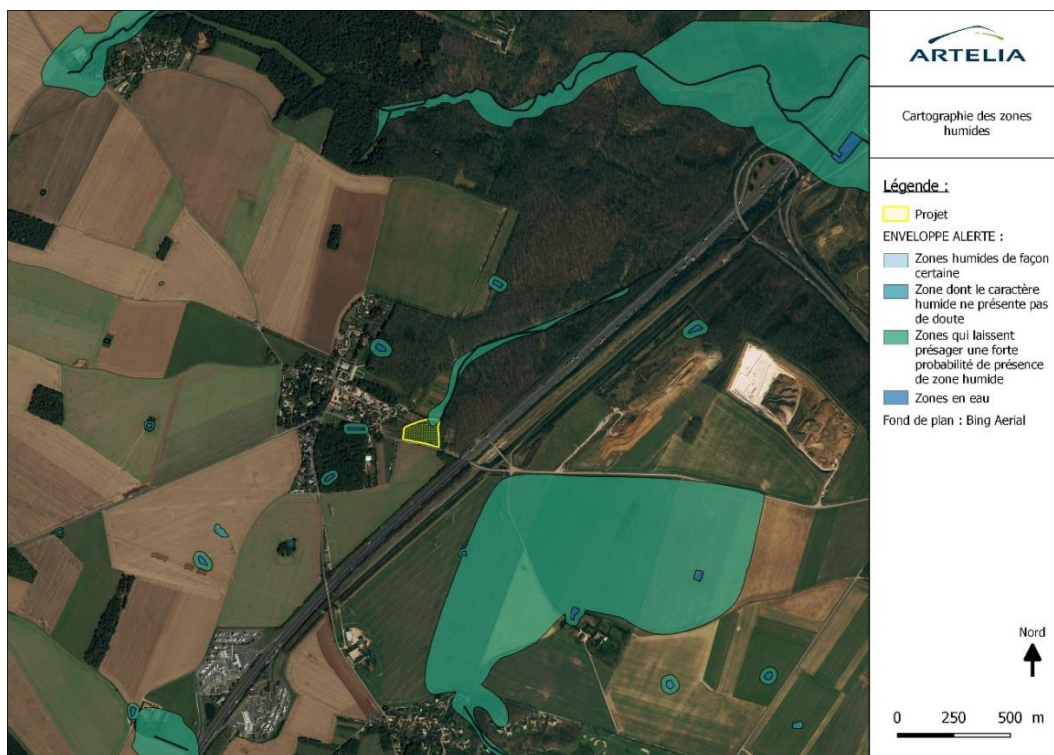 ARTELIA
Cartographie des zones
humides
Légende :
Projet
ENVELOPPE ALERTE :
Zones humides de façon
certaine
Zone dont le caractère
humide ne présente pas
de doute
Zones qui laissent
présager une forte
probabilité de présence
de zone humide
Zones en eau
Fond de plan : Bing Aerial
Nord
0 250 500 m